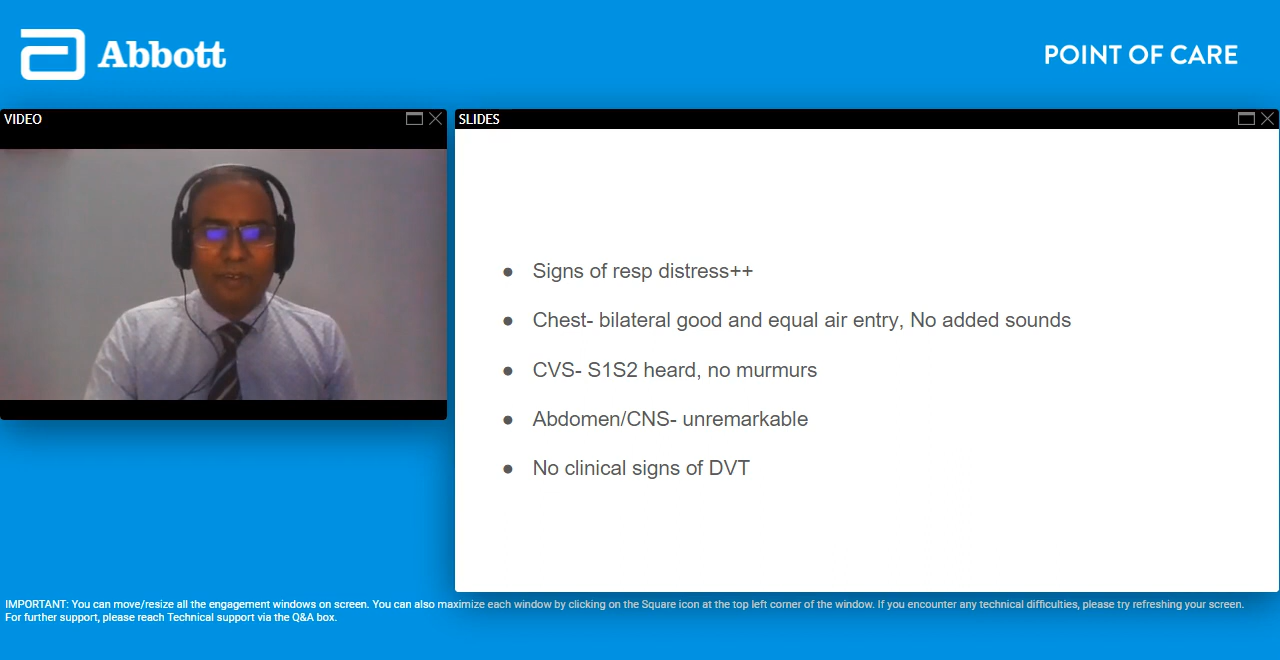 Abbott
POINT OF CARE
VIDEO
SLIDES
● Signs of resp distress++
● Chest- bilateral good and equal air entry, No added sounds
● CVS- S1S2 heard, no murmurs
● Abdomen/CNS- unremarkable
● No clinical signs of DVT
IMPORTANT: You can move/resize all the engagement windows on screen. You can also maximize each window by clicking on the Square icon at the top left corner of the window. If you encounter any technical difficulties, please try refreshing your screen.
For further support, please reach Technical support via the Q&A box.